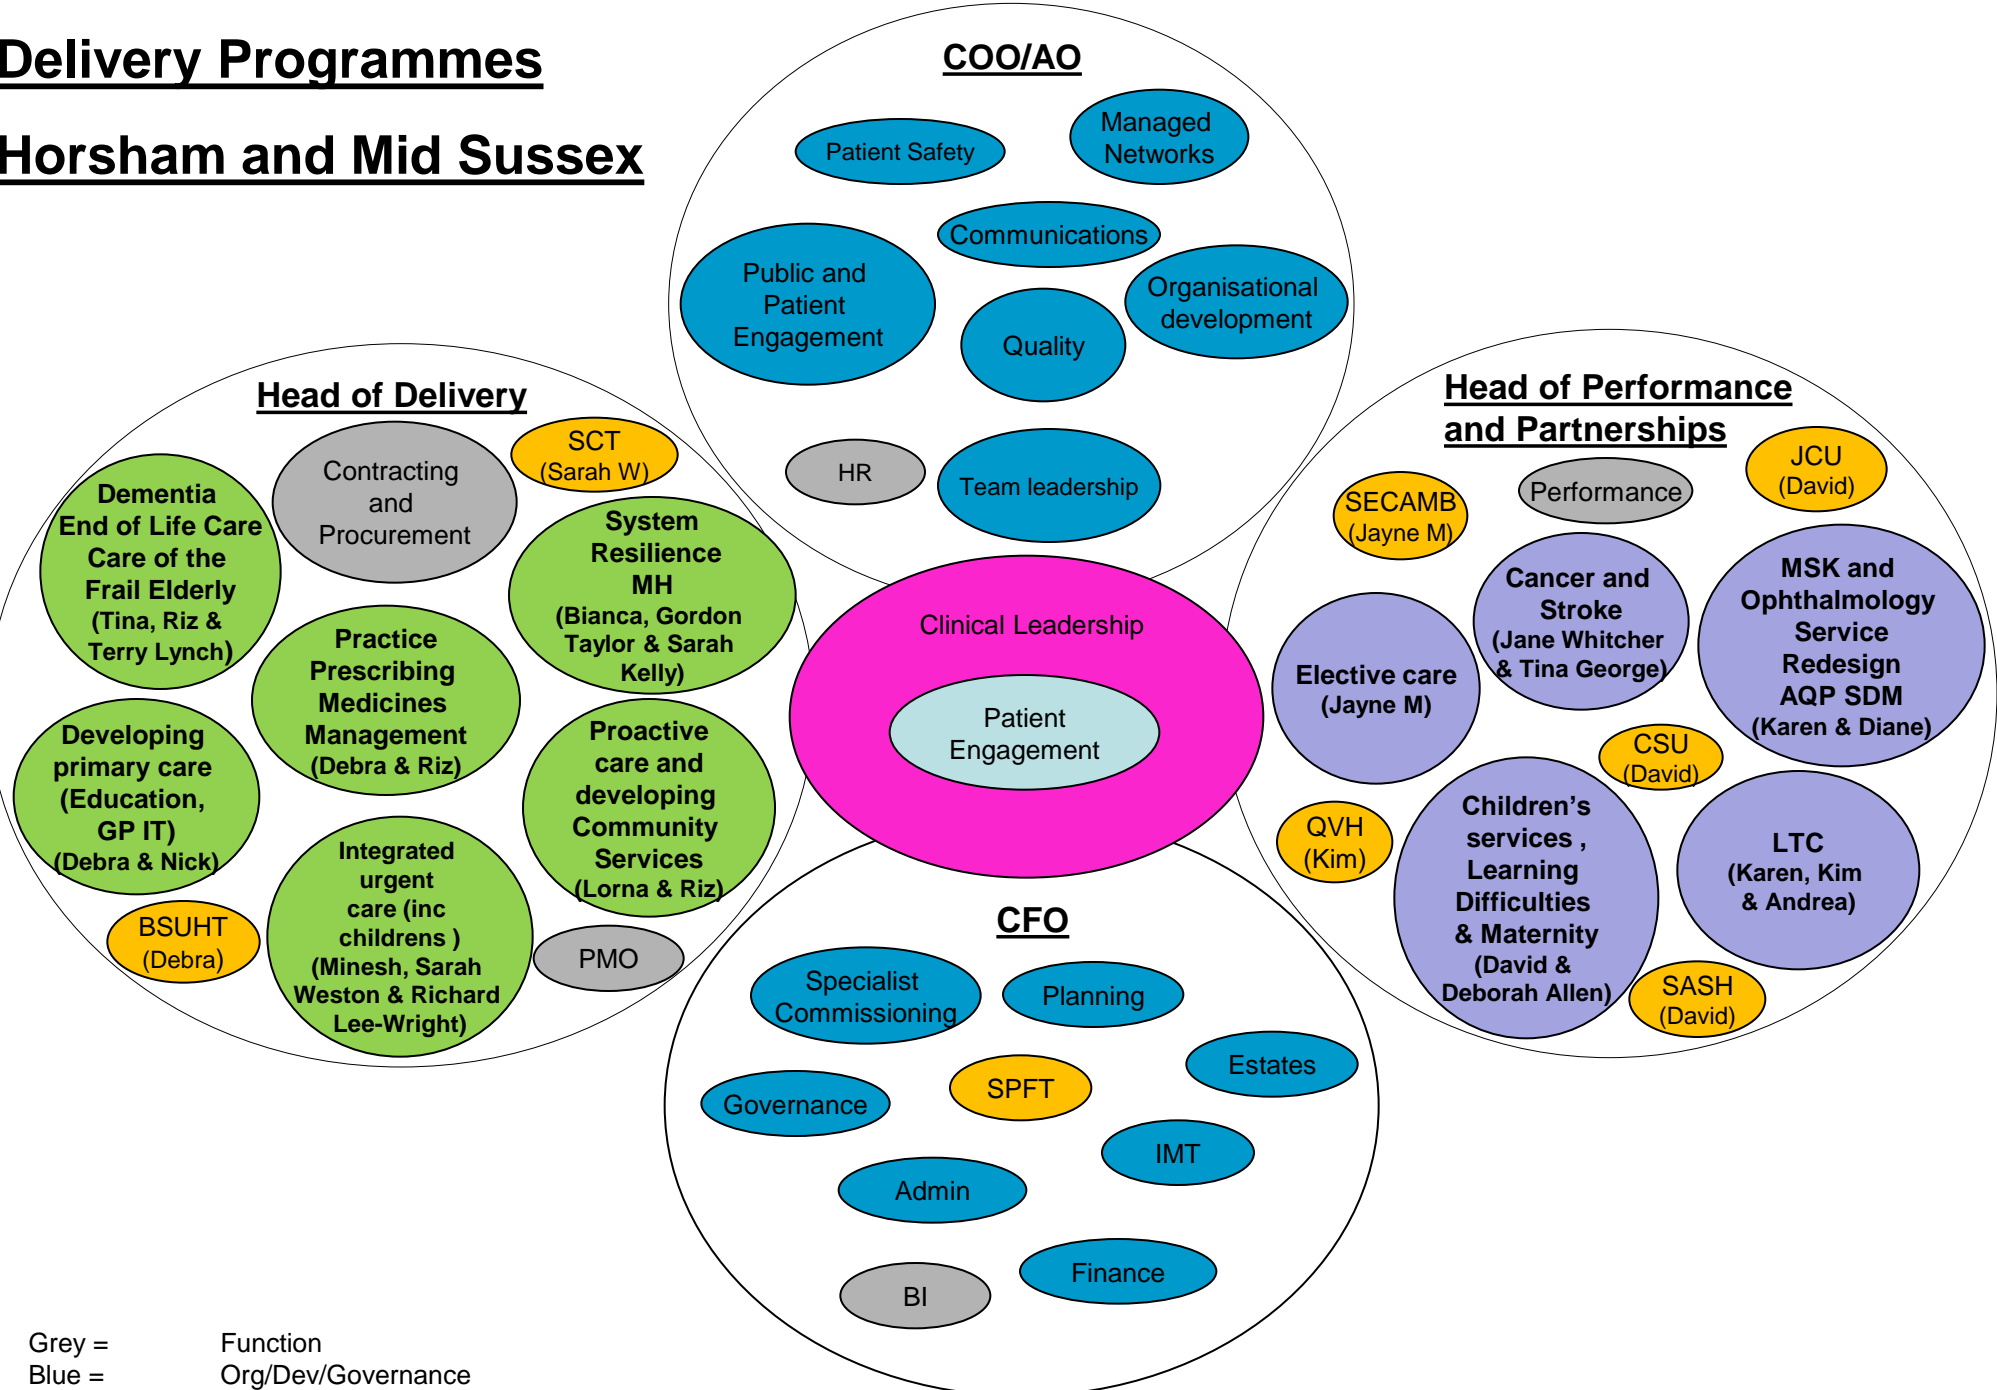 Delivery Programmes
Horsham and Mid Sussex
COO/AO
Patient Safety
Managed
Networks
Communications
Public and
Patient
Engagement
Organisational
development
Quality
HR
Team leadership
Head of Delivery
SCT
(Sarah W)
Contracting
and
Procurement
Dementia
End of Life Care
Care of the
Frail Elderly
(Tina, Riz &
Terry Lynch)
System
Resilience
MH
(Bianca, Gordon
Taylor & Sarah
Kelly)
Practice
Prescribing
Medicines
Management
(Debra & Riz)
Developing
primary care
(Education,
GP IT)
(Debra & Nick)
Proactive
care and
developing
Community
Services
(Lorna & Riz)
Integrated
urgent
care (inc
childrens )
(Minesh, Sarah
Weston & Richard
Lee-Wright)
BSUHT
(Debra)
PMO
Clinical Leadership
Patient
Engagement
Head of Performance
and Partnerships
JCU
(David)
SECAMB
(Jayne M)
Performance
Cancer and
Stroke
(Jane Whitcher
& Tina George)
MSK and
Ophthalmology
Service
Redesign
AQP SDM
(Karen & Diane)
Elective care
(Jayne M)
CSU
(David)
QVH
(Kim)
Children's
services ,
Learning
Difficulties
& Maternity
(David &
Deborah Allen)
LTC
(Karen, Kim
& Andrea)
SASH
(David)
CFO
Specialist
Commissioning
Planning
Estates
SPFT
Governance
IMT
Admin
Finance
BI
Grey = Function
Blue = Org/Dev/Governance